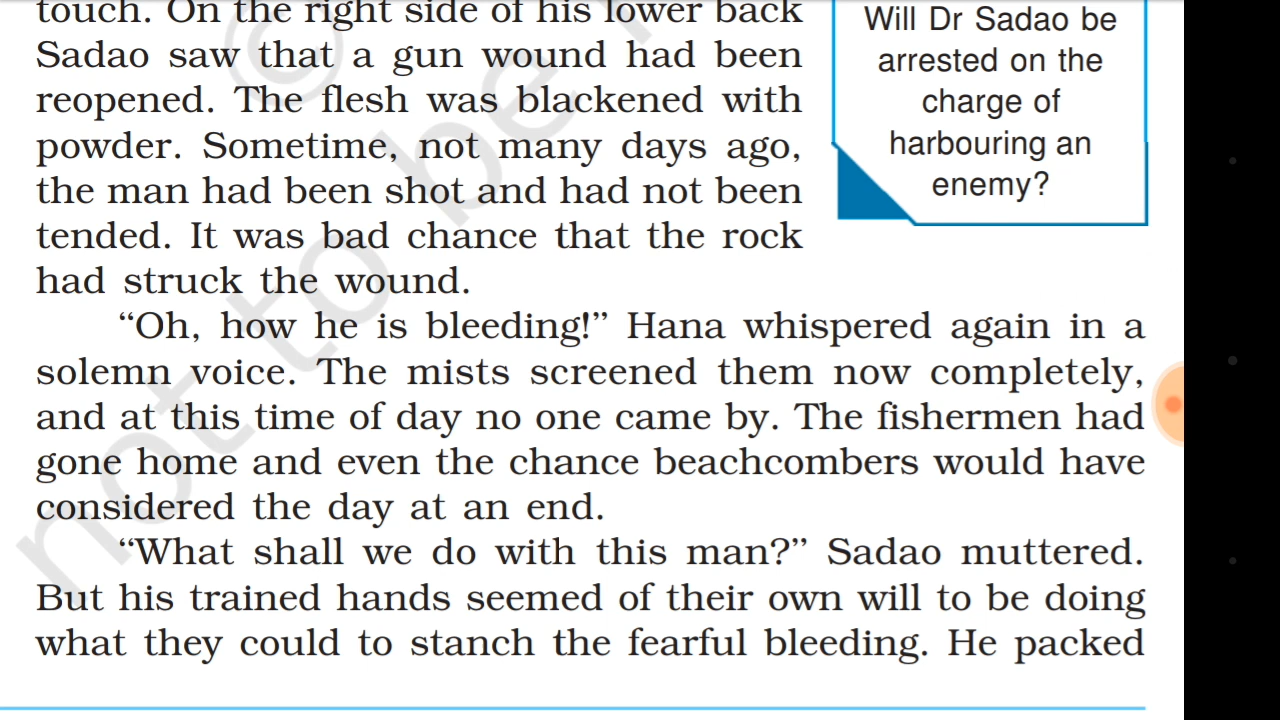 touch. On the right side of his lower back
Sadao saw that a gun wound had been
reopened. The flesh was blackened with
powder. Sometime, not many days ago,
the man had been shot and had not been
tended. It was bad chance that the rock
had struck the wound.
“Oh, how he is bleeding!” Hana whispered again in a
solemn voice. The mists screened them now completely,
and at this time of day no one came by. The fishermen had
gone home and even the chance beachcombers would have
considered the day at an end.
“What shall we do with this man?” Sadao muttered.
But his trained hands seemed of their own will to be doing
what they could to stanch the fearful bleeding. He packed
Will Dr Sadao be
arrested on the
charge of
harbouring an
enemy?
©
not to be r